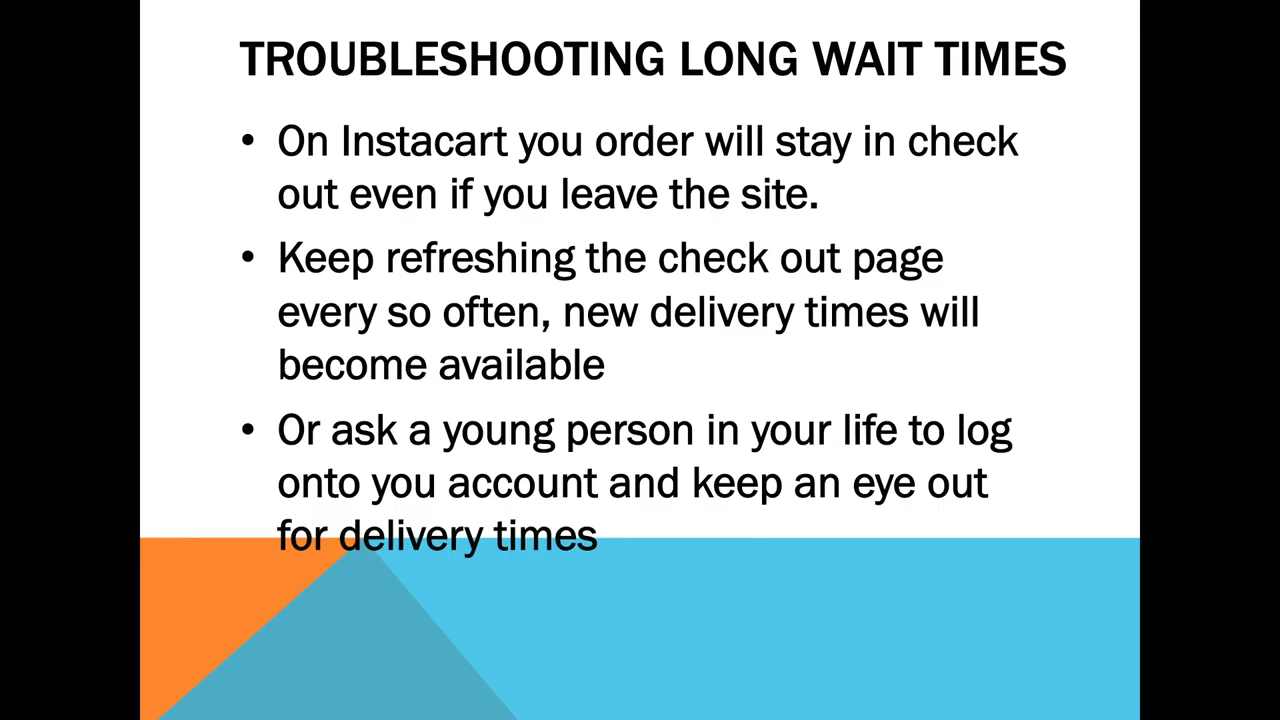 TROUBLESHOOTING LONG WAIT TIMES
• On Instacart you order will stay in check
out even if you leave the site.
• Keep refreshing the check out page
every so often, new delivery times will
become available
• Or ask a young person in your life to log
onto you account and keep an eye out
for delivery times